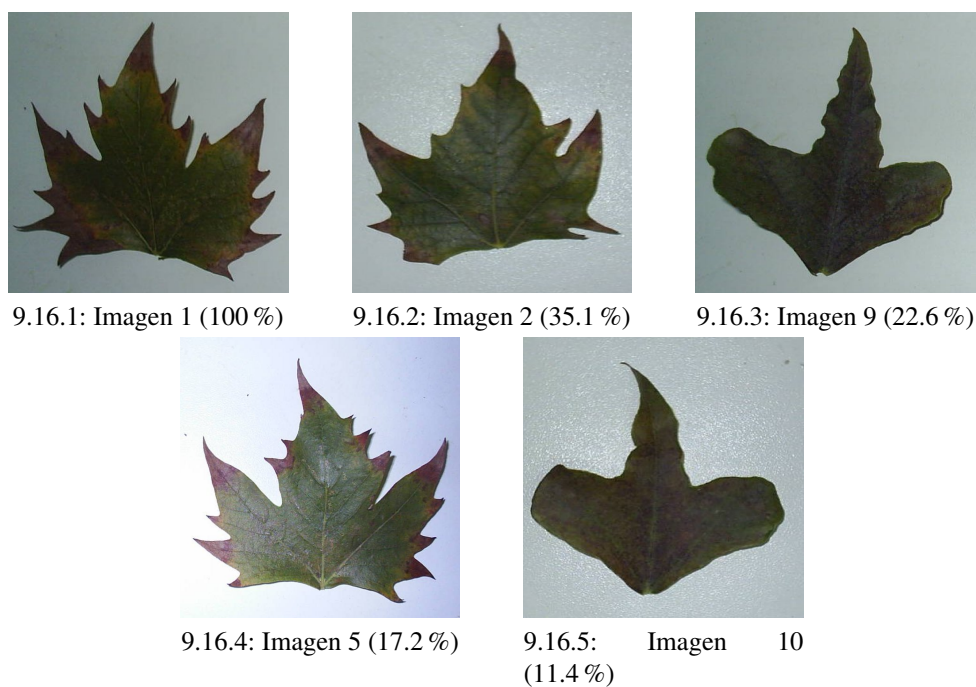 9.16.1: Imagen 1 (100 %)
9.16.2: Imagen 2 (35.1 %)
9.16.3: Imagen 9 (22.6 %)
9.16.4: Imagen 5 (17.2 %)
9.16.5: Imagen 10
(11.4 %)